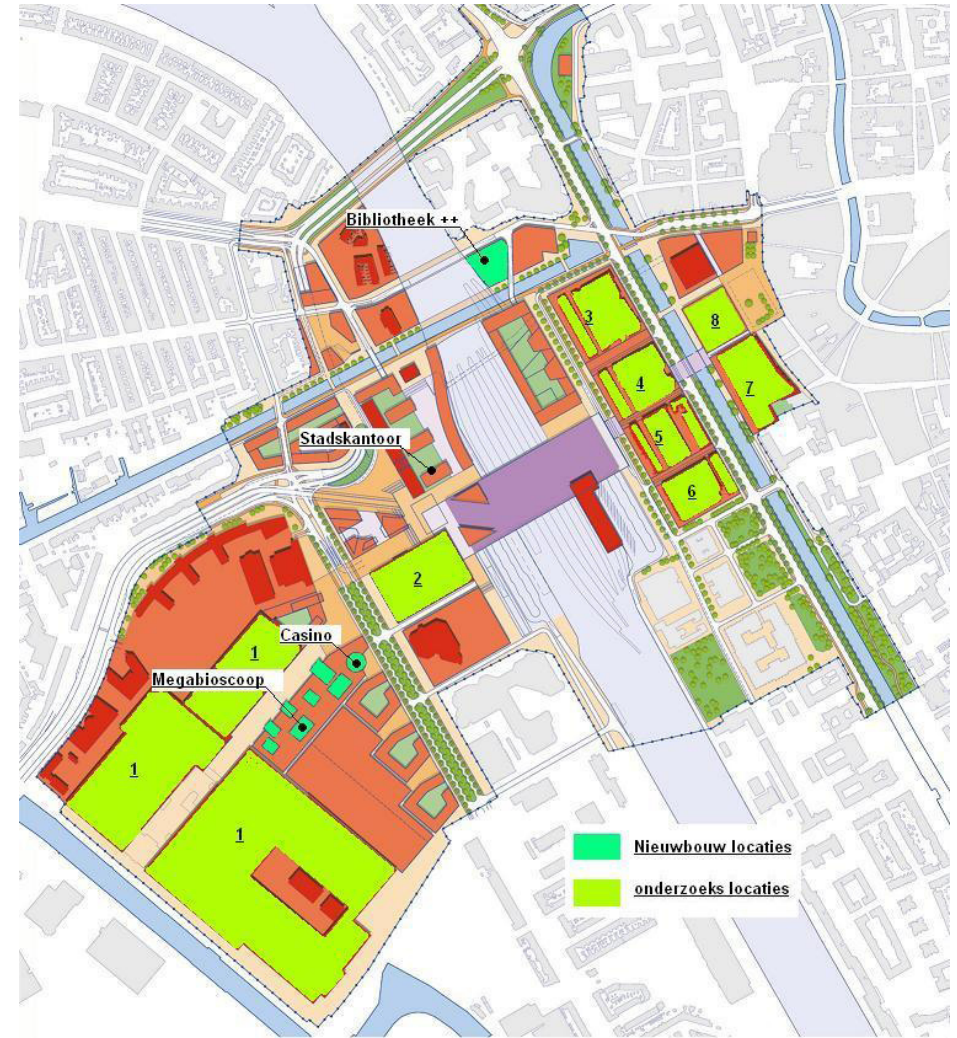 Bibliotheek ++
3
8
4
7
Stadskantoor
5
6
2
Casino
1
Megabioscoop
1
1
Nieuwbouw locaties
onderzoeks locaties